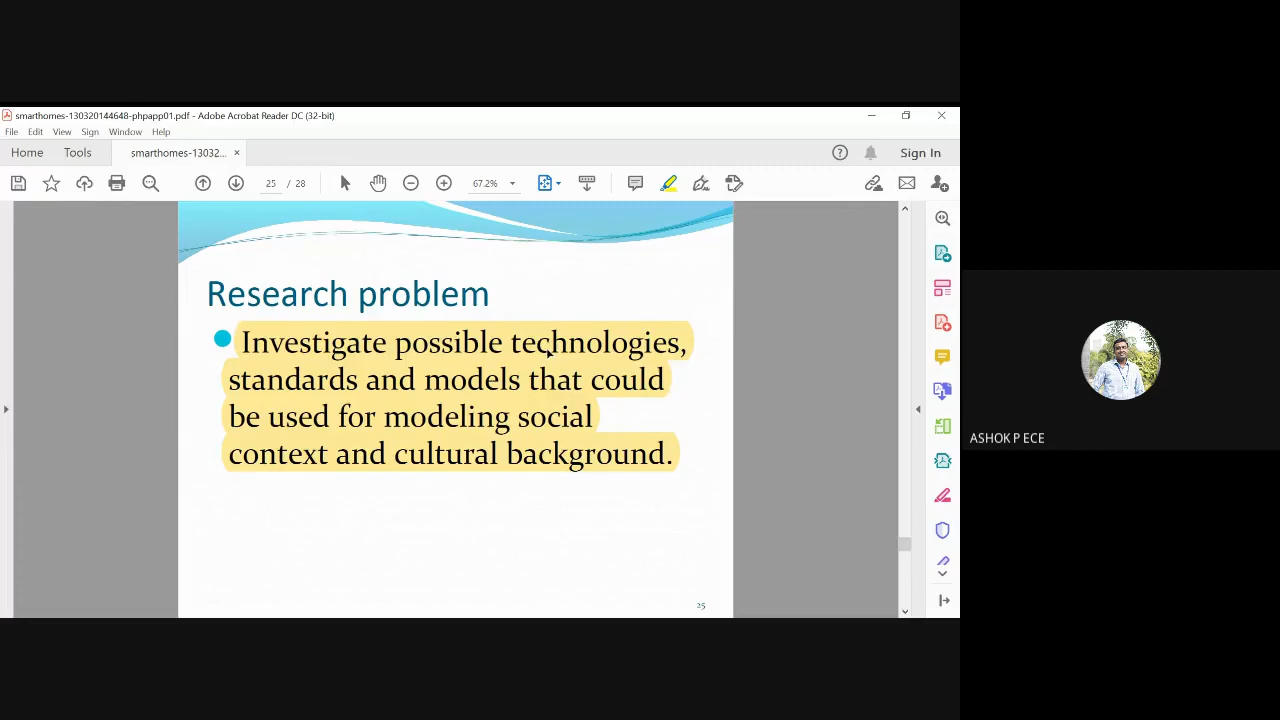 smarthomes-130320144648-phpapp01.pdf - Adobe Acrobat Reader DC (32-bit)
File Edit View Sign Window Help
Home Tools smarthomes-13032... × Sign In
25 / 28 67.2%
Research problem
Investigate possible technologies,
standards and models that could
be used for modeling social
context and cultural background.
25
ASHOK P ECE